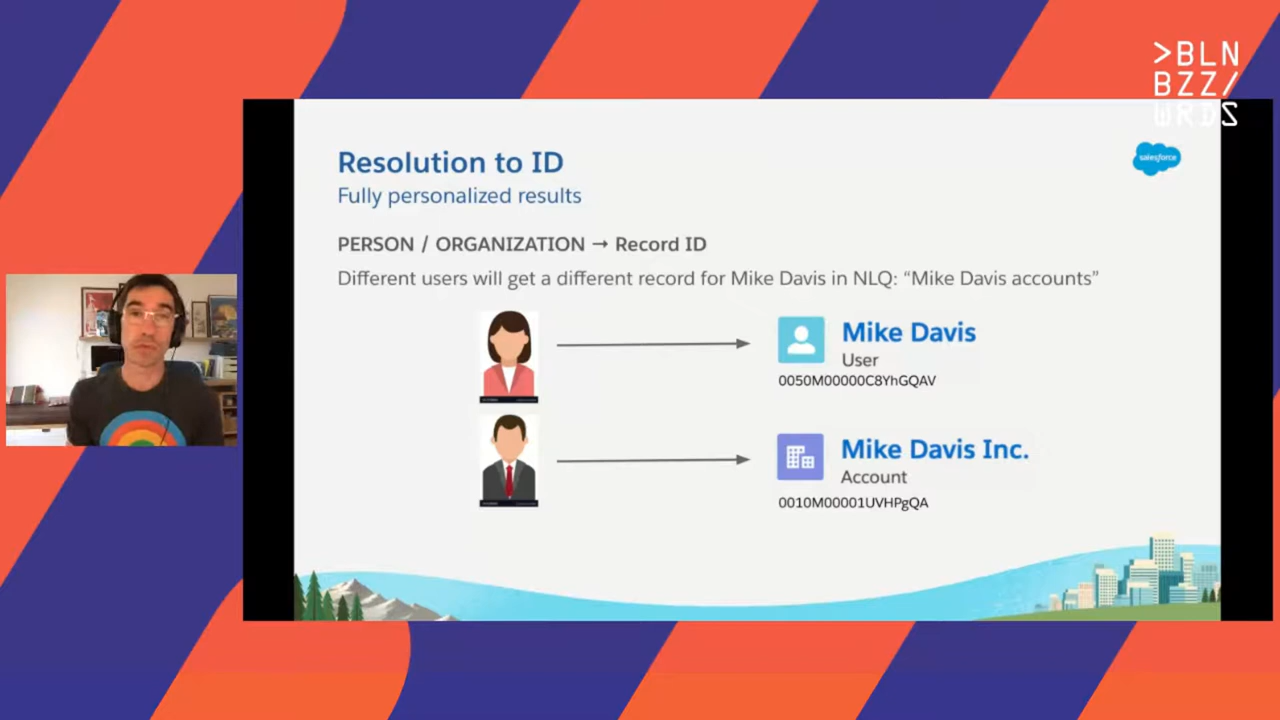 >BLN
BZZ/
WRDS
salesforce
Resolution to ID
Fully personalized results
PERSON / ORGANIZATION → Record ID
Different users will get a different record for Mike Davis in NLQ: “Mike Davis accounts”
Mike Davis
User
0050M00000C8YhGQAV
Mike Davis Inc.
Account
0010M00001UVHPgQA